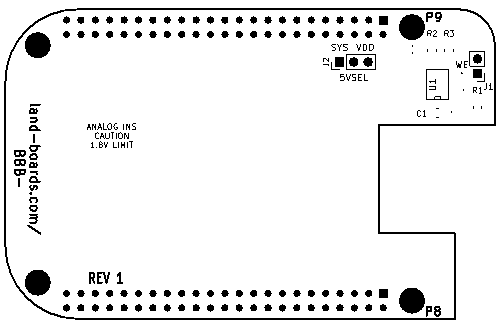 P9
R2 R3
SYS VDD
J2
5VSEL
WE
U1
J1
R1
C1
ANALOG INS
CAUTION
1.8V LIMIT
land-boards.com/
BBB-
REV 1
P8